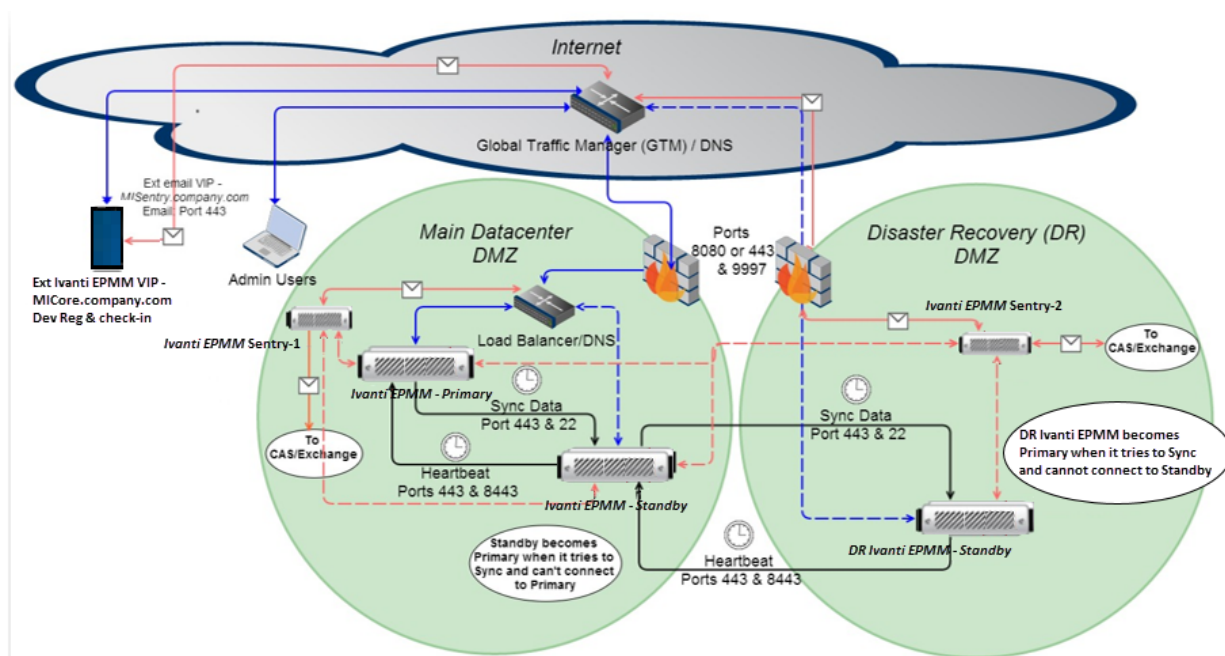 Internet
Global Traffic Manager (GTM) / DNS
Ext email VIP -
MISentry.company.com
Email: Port 443
Ext Ivanti EPMM VIP -
MICore.company.com
Dev Reg & check-in
Admin Users
Main Datacenter
DMZ
Ports
8080 or 443
& 9997
Disaster Recovery (DR)
DMZ
Ivanti EPMM Sentry-1
Load Balancer/DNS
Ivanti EPMM - Primary
Sync Data
Port 443 & 22
To
CAS/Exchange
Heartbeat
Ports 443 & 8443
Ivanti EPMM - Standby
Standby becomes
Primary when it tries to
Sync and can't connect
to Primary
Ivanti EPMM Sentry-2
To
CAS/Exchange
Sync Data
Port 443 & 22
DR Ivanti EPMM becomes
Primary when it tries to Sync
and cannot connect to Standby
DR Ivanti EPMM - Standby
Heartbeat
Ports 443 & 8443